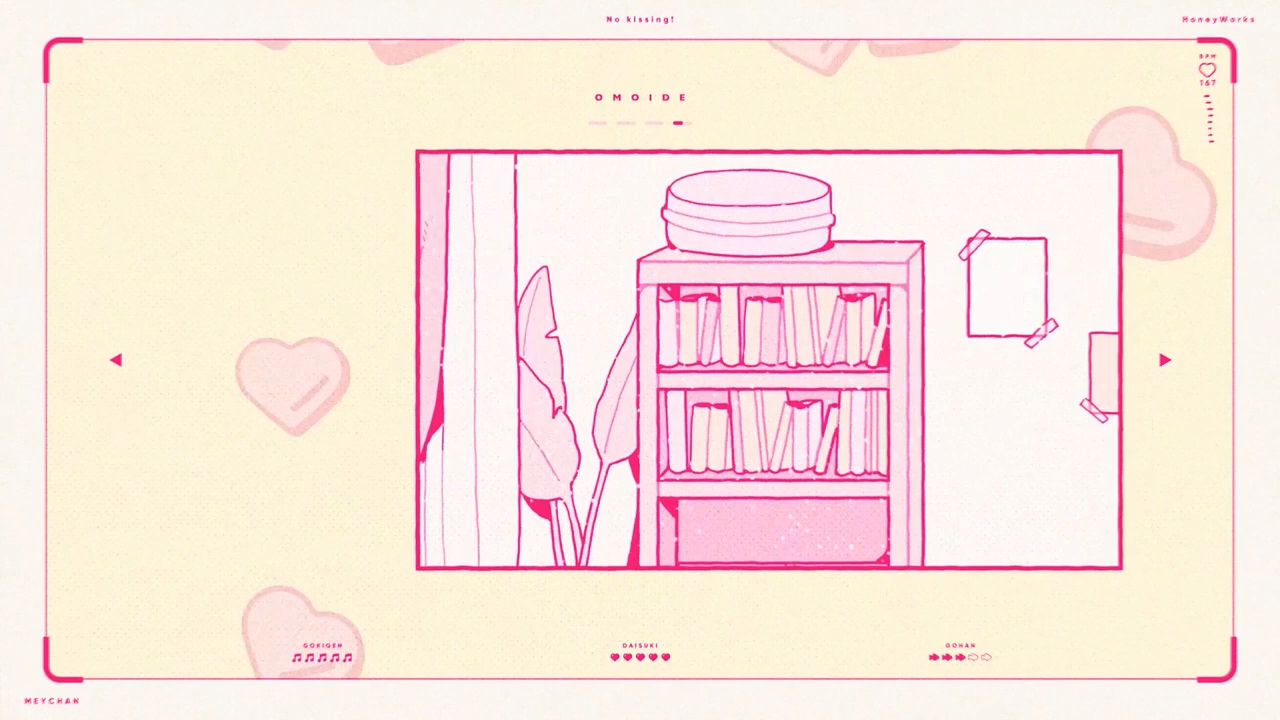 No kissing!
HoneyWorks
BPM
167
OMOIDE
GOKIGEN
DAISUKI
GOHAN
MEYCHAN